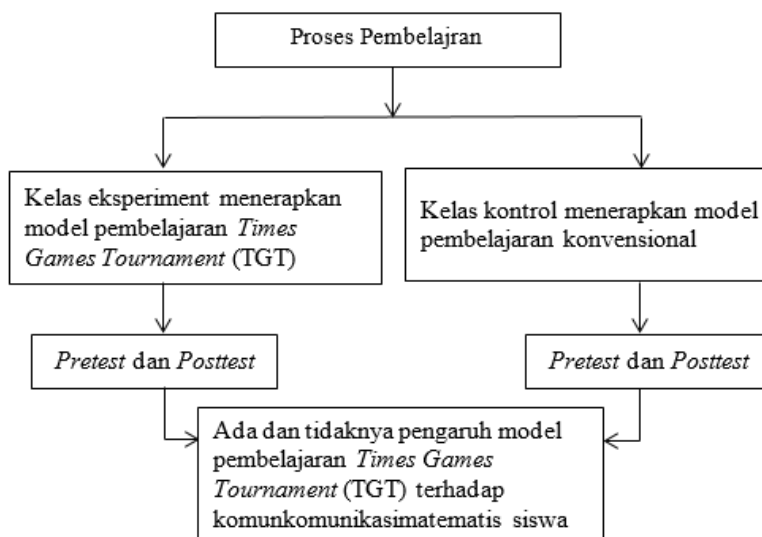 Proses Pembelajran
Kelas eksperiment menerapkan
model pembelajaran Times
Games Tournament (TGT)
Kelas kontrol menerapkan model
pembelajaran konvensional
Pretest dan Posttest
Pretest dan Posttest
Ada dan tidaknya pengaruh model
pembelajaran Times Games
Tournament (TGT) terhadap
komunkomunikasimatematis siswa